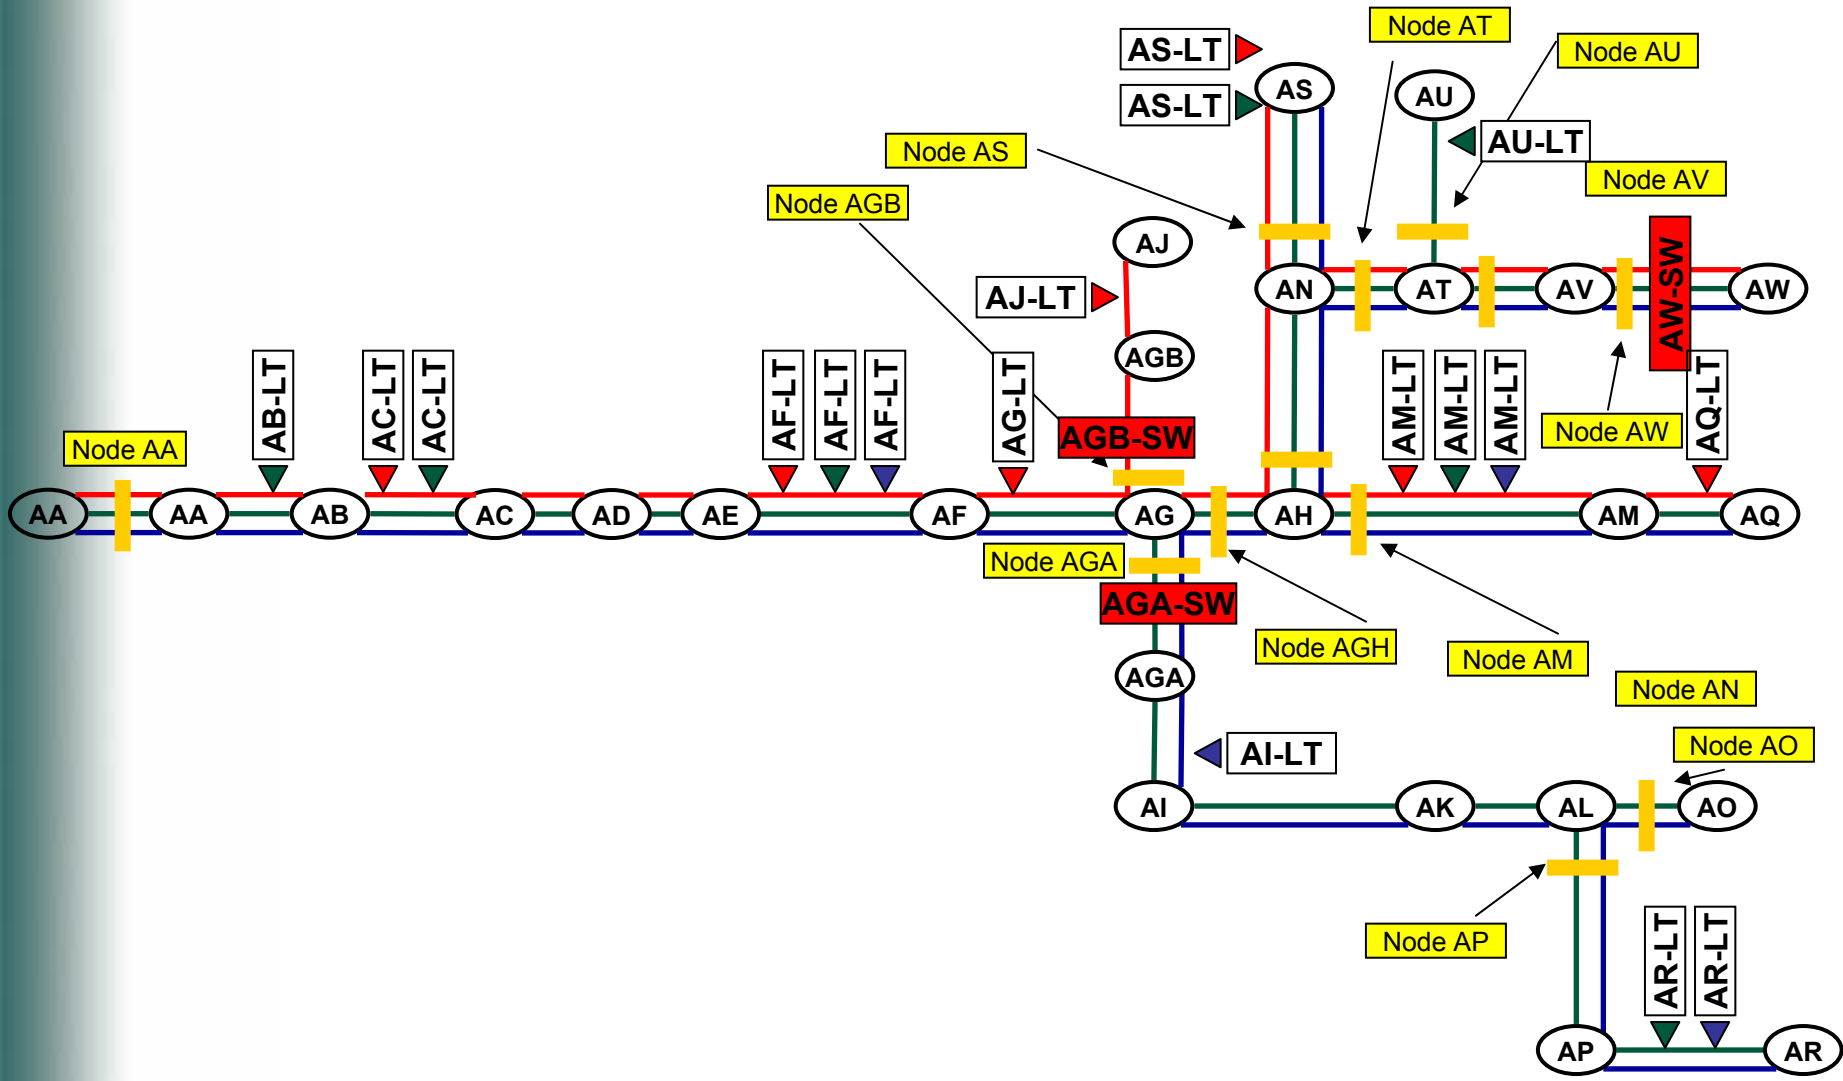 Node AT
AS-LT
Node AU
AS
AU
AS-LT
AU-LT
Node AS
Node AV
Node AGB
AJ
AW-SW
AJ-LT
AN
AT
AV
AW
AGB
AB-LT
AC-LT
AC-LT
AF-LT
AF-LT
AF-LT
AG-LT
AM-LT
AM-LT
AM-LT
AQ-LT
Node AW
AGB-SW
Node AA
AA
AA
AB
AC
AD
AE
AF
AG
AH
AM
AQ
Node AGA
AGA-SW
Node AGH
Node AM
AGA
Node AN
Node AO
AI-LT
AI
AK
AL
AO
Node AP
AR-LT
AR-LT
AP
AR